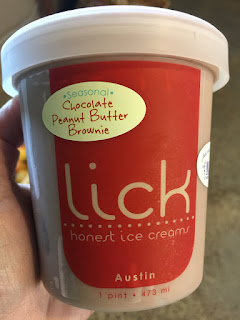 •Seasonal•
Chocolate
Peanut Butter
Brownie
lick
honest ice creams
Austin
1 pint • 473 ml